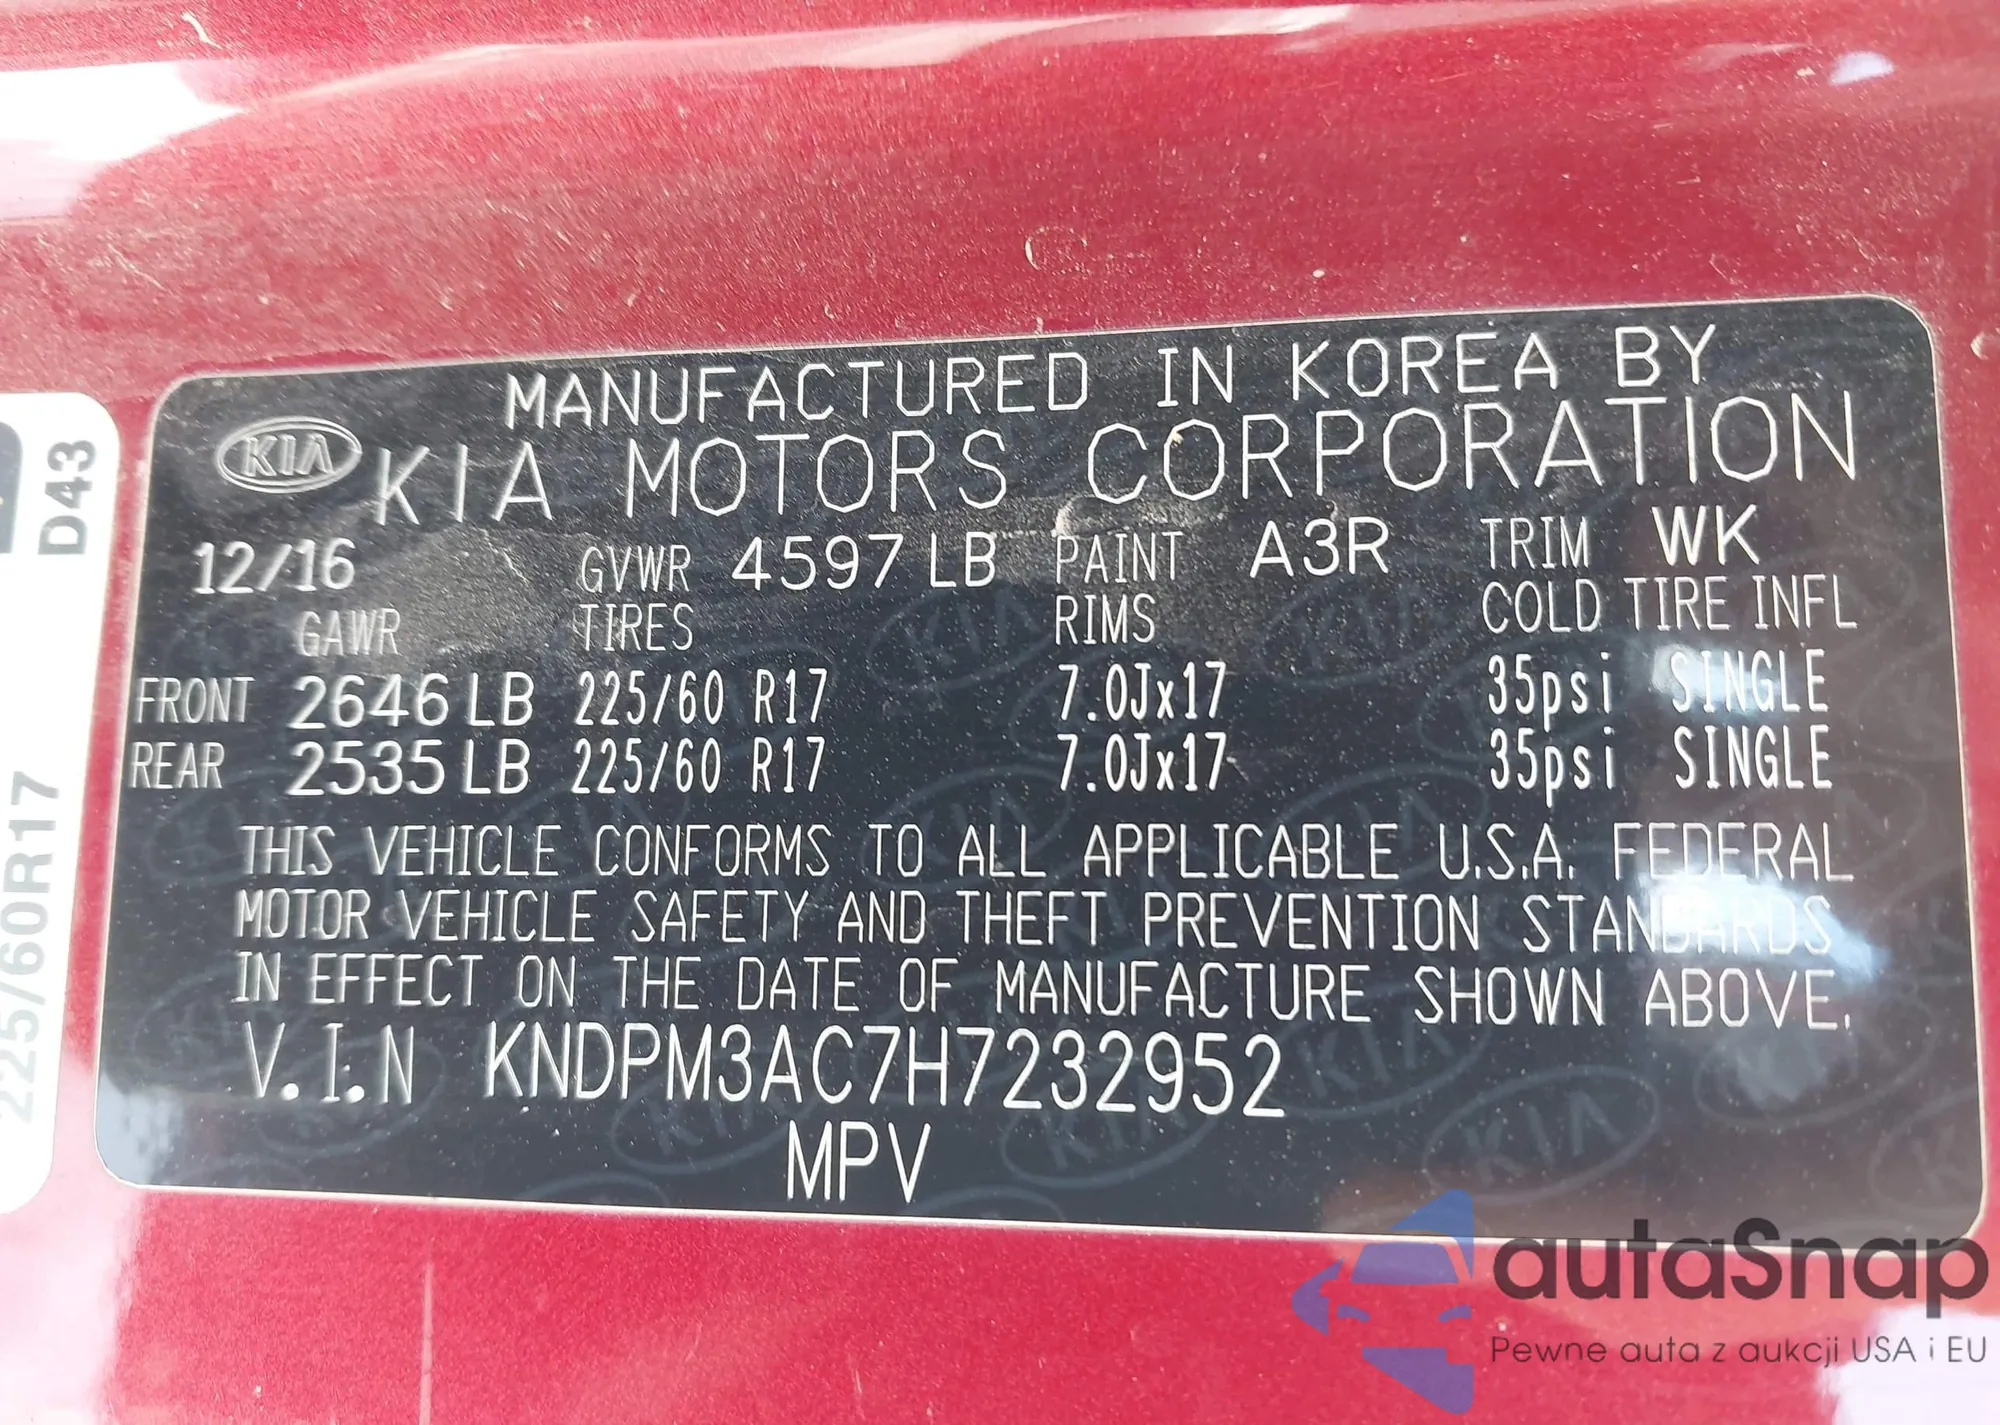 MANUFACTURED IN KOREA BY
KIA KIA MOTORS CORPORATION
12/16 GVWR 4597 LB PAINT A3R TRIM WK
GAWR TIRES RIMS COLD TIRE INFL
FRONT 2646 LB 225/60 R17 7.0Jx17 35psi SINGLE
REAR 2535 LB 225/60 R17 7.0Jx17 35psi SINGLE
THIS VEHICLE CONFORMS TO ALL APPLICABLE U.S.A. FEDERAL
MOTOR VEHICLE SAFETY AND THEFT PREVENTION STANDARDS
IN EFFECT ON THE DATE OF MANUFACTURE SHOWN ABOVE.
V.I.N KNDPM3AC7H7232952
MPV
D43
225/60R17
autaSnap
Pewne auta z aukcji USA i EU